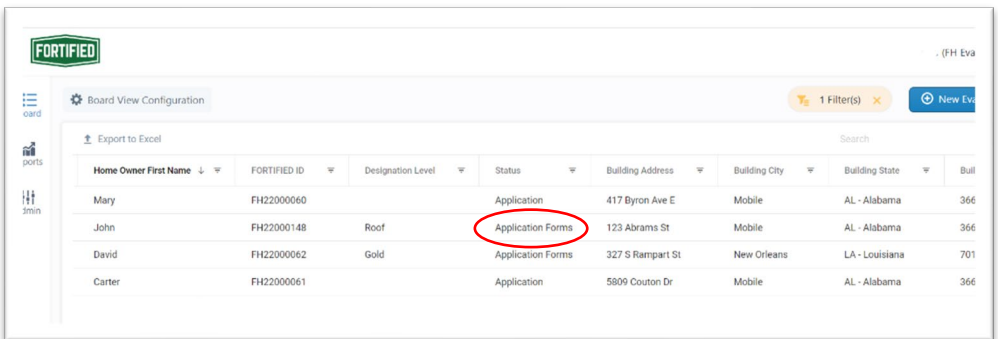 FORTIFIED
. (FH Eva
oard
Board View Configuration
1 Filter(s) ×
New Eva
Export to Excel
Search
ports
Home Owner First Name ↓ FORTIFIED ID Designation Level Status Building Address Building City Building State Buil
Mary FH22000060 Application 417 Byron Ave E Mobile AL - Alabama 366
dmin
John FH22000148 Roof Application Forms 123 Abrams St Mobile AL - Alabama 366
David FH22000062 Gold Application Forms 327 S Rampart St New Orleans LA - Louisiana 701
Carter FH22000061 Application 5809 Couton Dr Mobile AL - Alabama 366